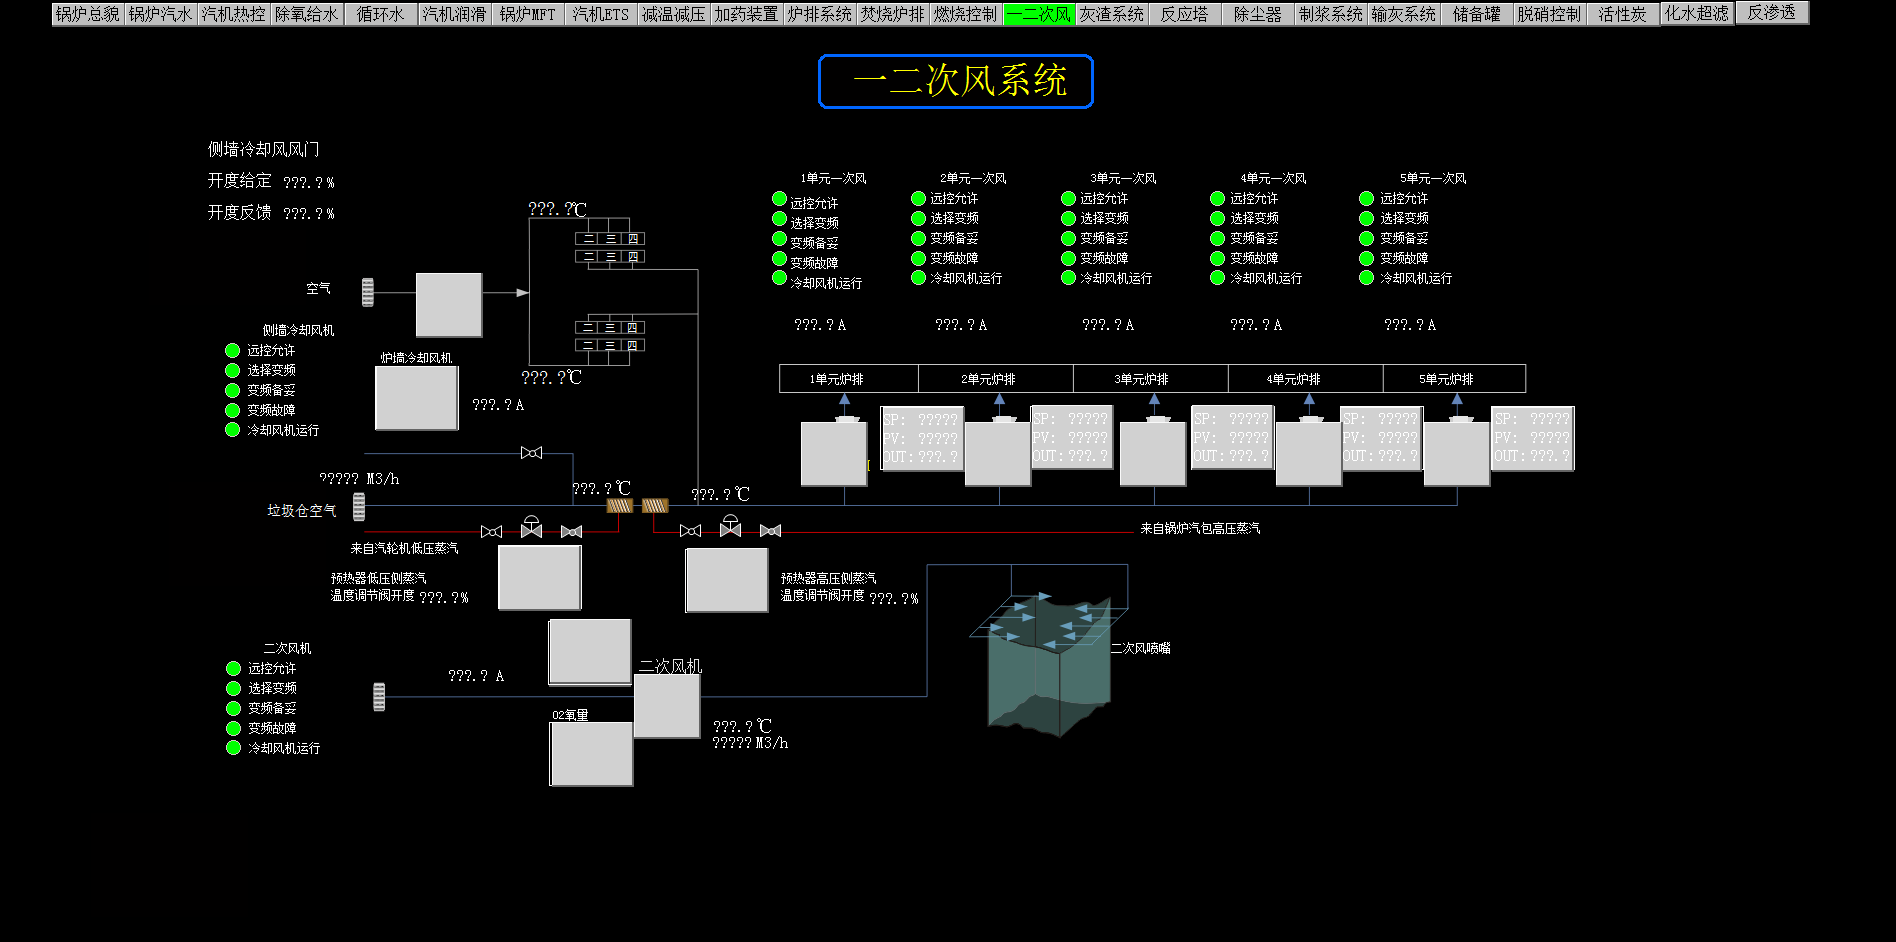 锅炉总貌 锅炉汽水 汽机热控 除氧给水 循环水 汽机润滑 锅炉MFT 汽机ETS 减温减压 加药装置 炉排系统 焚烧炉排 燃烧控制 一二次风 灰渣系统 反应塔 除尘器 制浆系统 输灰系统 储备罐 脱硝控制 活性炭 化水超滤 反渗透
一二次风系统
侧墙冷却风风门
开度给定 ???.?%
开度反馈 ???.?%
1单元一次风 2单元一次风 3单元一次风 4单元一次风 5单元一次风
远控允许 远控允许 远控允许 远控允许 远控允许
选择变频 选择变频 选择变频 选择变频 选择变频
变频备妥 变频备妥 变频备妥 变频备妥 变频备妥
变频故障 变频故障 变频故障 变频故障 变频故障
冷却风机运行 冷却风机运行 冷却风机运行 冷却风机运行 冷却风机运行
???.?℃
二 三 四
二 三 四
空气
???.?A ???.?A ???.?A ???.?A ???.?A
二 三 四
二 三 四
???.?℃
侧墙冷却风机
远控允许
选择变频
变频备妥
变频故障
冷却风机运行
炉墙冷却风机
???.?A
1单元炉排 2单元炉排 3单元炉排 4单元炉排 5单元炉排
SP: ????? SP: ????? SP: ????? SP: ????? SP: ?????
PV: ????? PV: ????? PV: ????? PV: ????? PV: ?????
OUT:???.? OUT:???.? OUT:???.? OUT:???.? OUT:???.?
????? M3/h
???.?℃ ???.?℃
垃圾仓空气
来自锅炉汽包高压蒸汽
来自汽轮机低压蒸汽
预热器低压侧蒸汽
温度调节阀开度 ???.?%
预热器高压侧蒸汽
温度调节阀开度 ???.?%
二次风机
远控允许
选择变频
变频备妥
变频故障
冷却风机运行
???.? A
二次风机
二次风喷嘴
O2氧量
???.?℃
????? M3/h